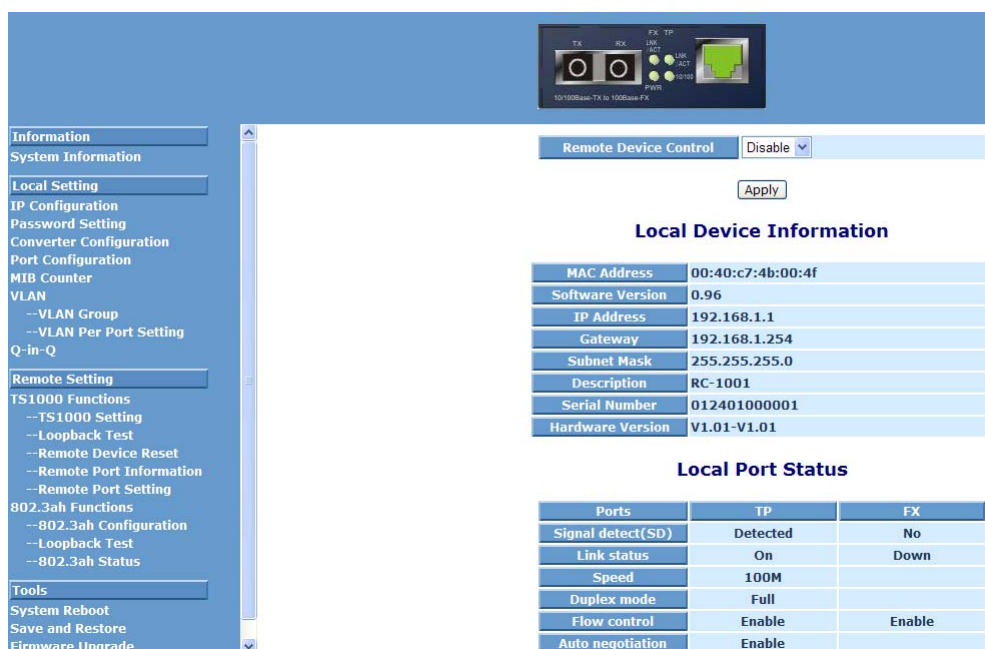 FX TP
TX RX LNK
/ACT
LNK
/ACT
10/100
PWR
10/100Base-TX to 100Base-FX
Information
System Information
Local Setting
IP Configuration
Password Setting
Converter Configuration
Port Configuration
MIB Counter
VLAN
--VLAN Group
--VLAN Per Port Setting
Q-in-Q
Remote Setting
TS1000 Functions
--TS1000 Setting
--Loopback Test
--Remote Device Reset
--Remote Port Information
--Remote Port Setting
802.3ah Functions
--802.3ah Configuration
--Loopback Test
--802.3ah Status
Tools
System Reboot
Save and Restore
Firmware Upgrade
Remote Device Control Disable
Apply
Local Device Information
MAC Address 00:40:c7:4b:00:4f
Software Version 0.96
IP Address 192.168.1.1
Gateway 192.168.1.254
Subnet Mask 255.255.255.0
Description RC-1001
Serial Number 012401000001
Hardware Version V1.01-V1.01
Local Port Status
Ports TP FX
Signal detect(SD) Detected No
Link status On Down
Speed 100M
Duplex mode Full
Flow control Enable Enable
Auto negotiation Enable